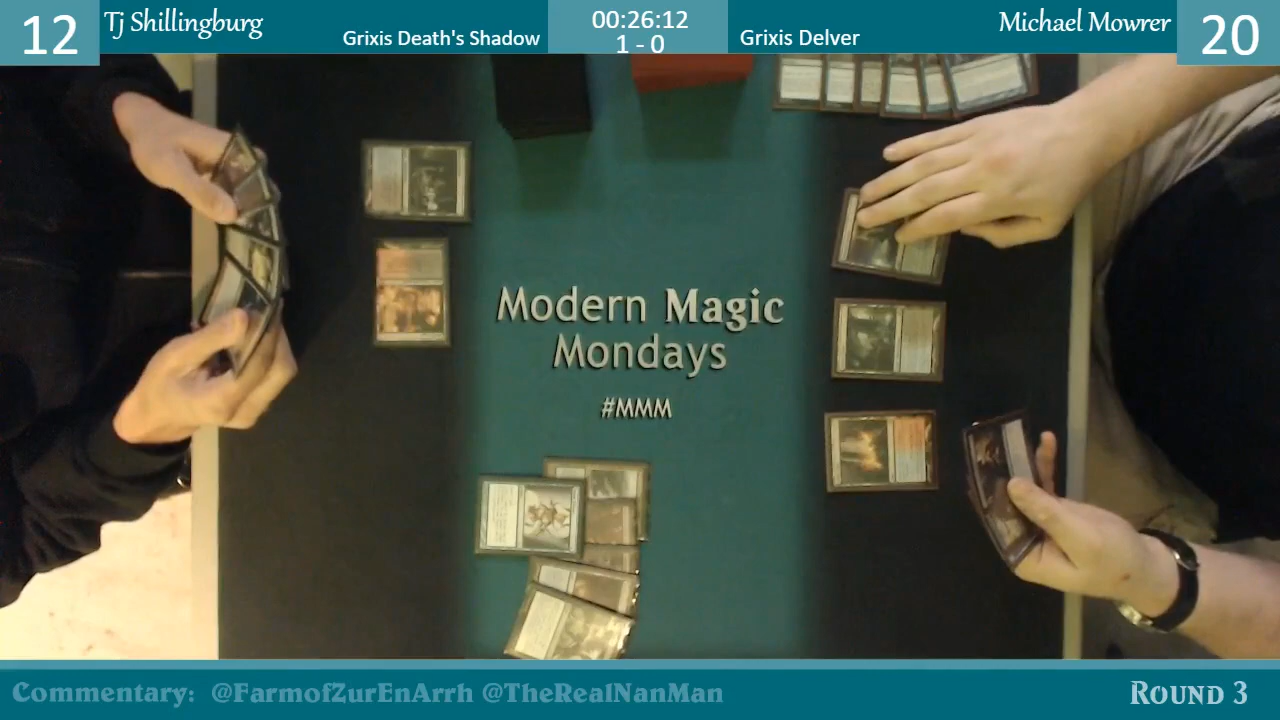 12
Tj Shillingburg
Grixis Death's Shadow
00:26:12
1 - 0
Grixis Delver
Michael Mowrer
20
Modern Magic
Mondays
#MMM
Commentary: @FarmofZurEnArrh @TheRealNanMan
Round 3